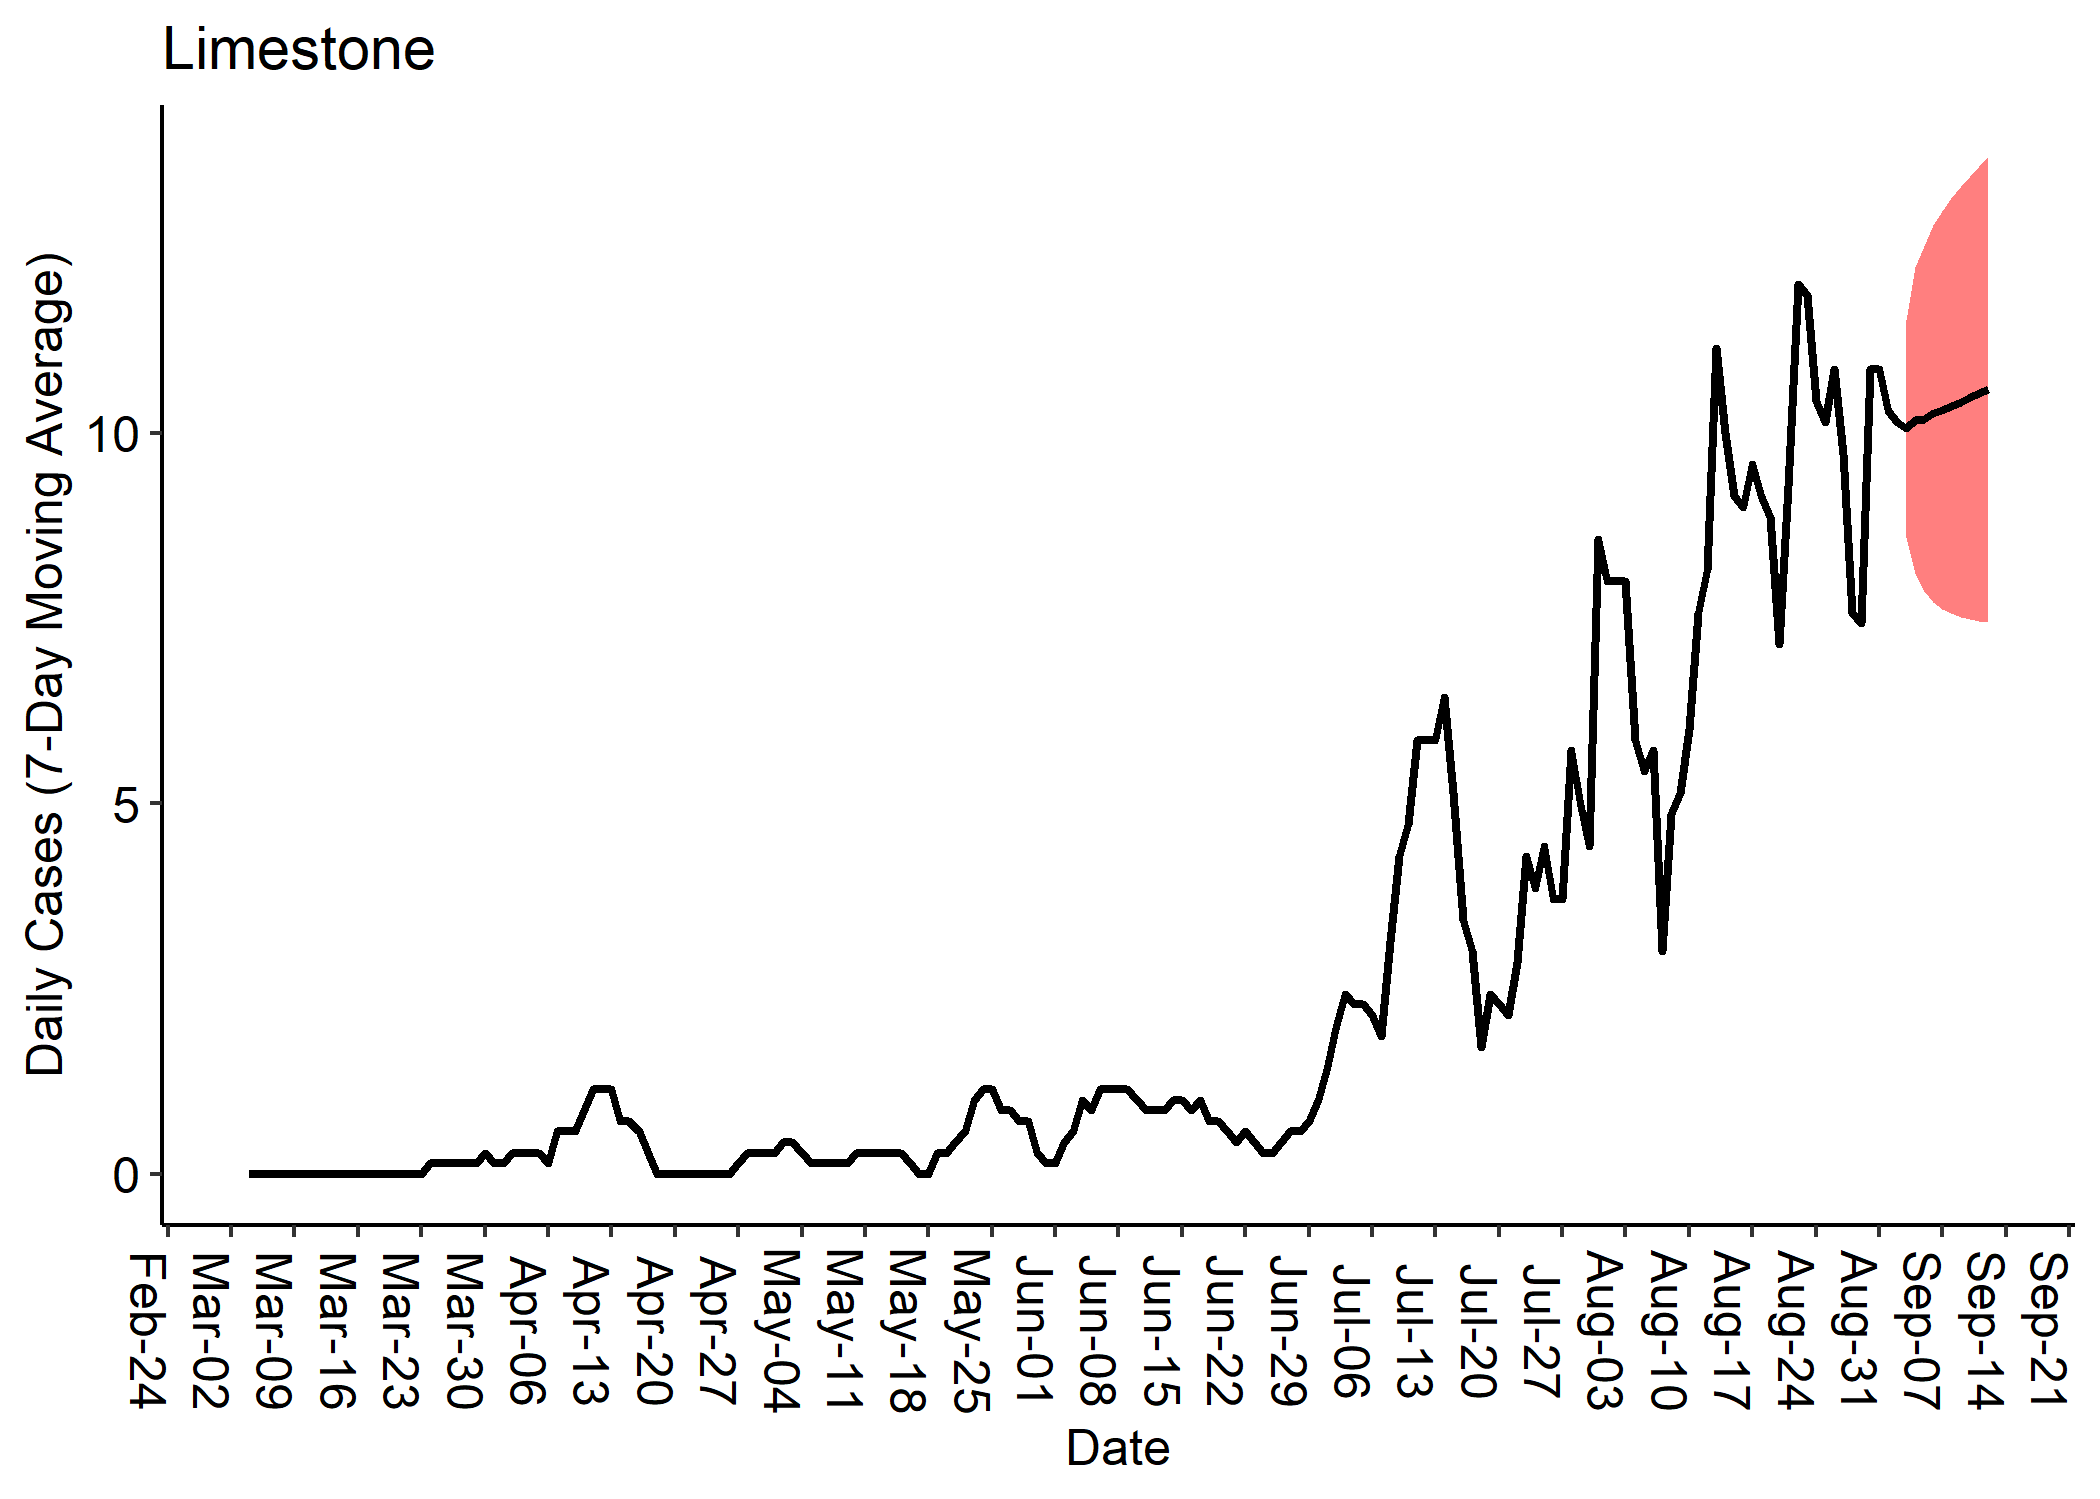 Limestone
Daily Cases (7-Day Moving Average)
10
5
0
Feb-24
Mar-02
Mar-09
Mar-16
Mar-23
Mar-30
Apr-06
Apr-13
Apr-20
Apr-27
May-04
May-11
May-18
May-25
Jun-01
Jun-08
Jun-15
Jun-22
Jun-29
Jul-06
Jul-13
Jul-20
Jul-27
Aug-03
Aug-10
Aug-17
Aug-24
Aug-31
Sep-07
Sep-14
Sep-21
Date